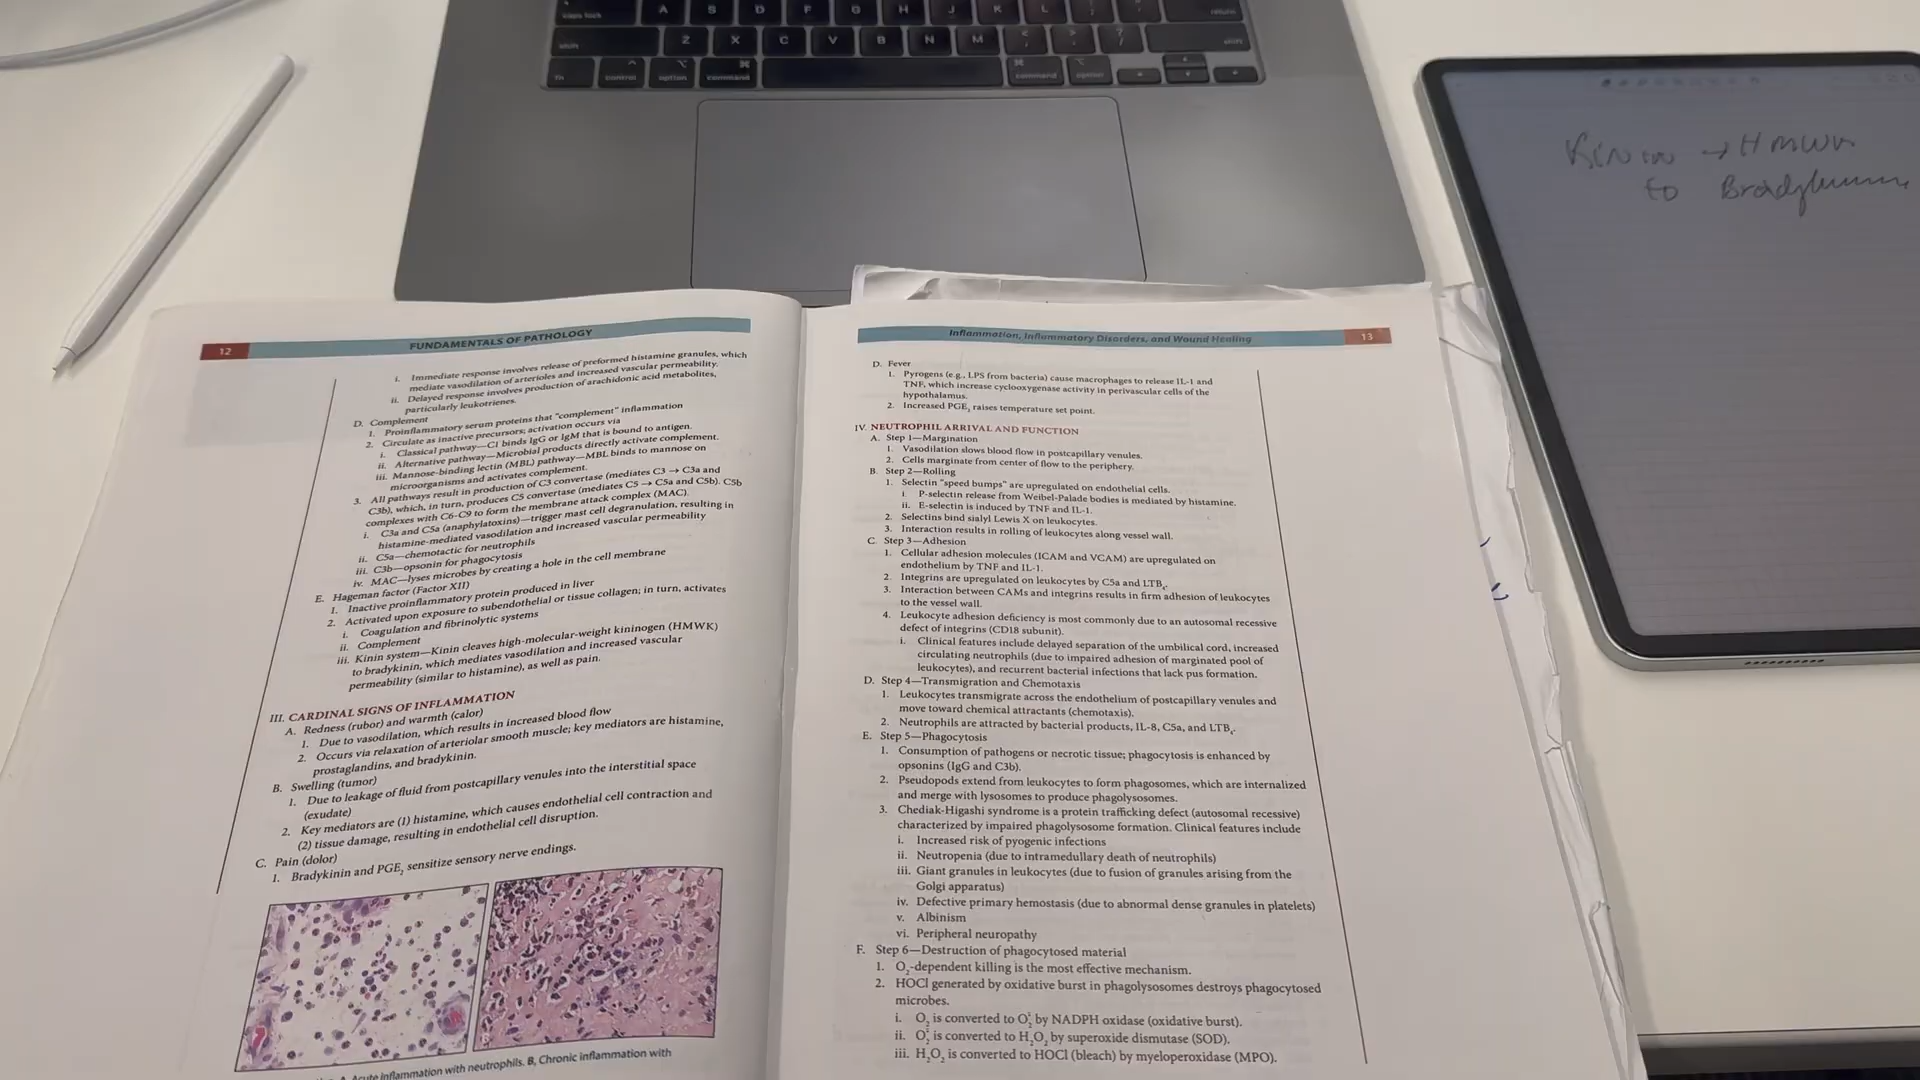 caps lock A S D F G H J K L return
shift Z X C V B N M shift
fn control option command command option
Kinin → HMWK
to
12 FUNDAMENTALS OF PATHOLOGY
i. Immediate response involves release of preformed histamine granules, which
mediate vasodilation of arterioles and increased vascular permeability.
ii. Delayed response involves production of arachidonic acid metabolites,
particularly leukotrienes.
D. Complement
1. Proinflammatory serum proteins that "complement" inflammation
2. Circulate as inactive precursors; activation occurs via
i. Classical pathway—C1 binds IgG or IgM that is bound to antigen.
ii. Alternative pathway—Microbial products directly activate complement.
iii. Mannose-binding lectin (MBL) pathway—MBL binds to mannose on
microorganisms and activates complement.
3. All pathways result in production of C3 convertase (mediates C3 → C3a and
C3b), which, in turn, produces C5 convertase (mediates C5 → C5a and C5b). C5b
complexes with C6-C9 to form the membrane attack complex (MAC).
i. C3a and C5a (anaphylatoxins)—trigger mast cell degranulation, resulting in
histamine-mediated vasodilation and increased vascular permeability
ii. C5a—chemotactic for neutrophils
iii. C3b—opsonin for phagocytosis
iv. MAC—lyses microbes by creating a hole in the cell membrane
E. Hageman factor (Factor XII)
1. Inactive proinflammatory protein produced in liver
2. Activated upon exposure to subendothelial or tissue collagen; in turn, activates
i. Coagulation and fibrinolytic systems
ii. Complement
iii. Kinin system—Kinin cleaves high-molecular-weight kininogen (HMWK)
to bradykinin, which mediates vasodilation and increased vascular
permeability (similar to histamine), as well as pain.
III. CARDINAL SIGNS OF INFLAMMATION
A. Redness (rubor) and warmth (calor)
1. Due to vasodilation, which results in increased blood flow
2. Occurs via relaxation of arteriolar smooth muscle; key mediators are histamine,
prostaglandins, and bradykinin.
B. Swelling (tumor)
1. Due to leakage of fluid from postcapillary venules into the interstitial space
(exudate)
2. Key mediators are (1) histamine, which causes endothelial cell contraction and
(2) tissue damage, resulting in endothelial cell disruption.
C. Pain (dolor)
1. Bradykinin and PGE₂ sensitize sensory nerve endings.
A, Acute inflammation with neutrophils. B, Chronic inflammation with
Inflammation, Inflammatory Disorders, and Wound Healing 13
D. Fever
1. Pyrogens (e.g., LPS from bacteria) cause macrophages to release IL-1 and
TNF, which increase cyclooxygenase activity in perivascular cells of the
hypothalamus.
2. Increased PGE₂ raises temperature set point.
IV. NEUTROPHIL ARRIVAL AND FUNCTION
A. Step 1—Margination
1. Vasodilation slows blood flow in postcapillary venules.
2. Cells marginate from center of flow to the periphery.
B. Step 2—Rolling
1. Selectin "speed bumps" are upregulated on endothelial cells.
i. P-selectin release from Weibel-Palade bodies is mediated by histamine.
ii. E-selectin is induced by TNF and IL-1.
2. Selectins bind sialyl Lewis X on leukocytes.
3. Interaction results in rolling of leukocytes along vessel wall.
C. Step 3—Adhesion
1. Cellular adhesion molecules (ICAM and VCAM) are upregulated on
endothelium by TNF and IL-1.
2. Integrins are upregulated on leukocytes by C5a and LTB₄.
3. Interaction between CAMs and integrins results in firm adhesion of leukocytes
to the vessel wall.
4. Leukocyte adhesion deficiency is most commonly due to an autosomal recessive
defect of integrins (CD18 subunit).
i. Clinical features include delayed separation of the umbilical cord, increased
circulating neutrophils (due to impaired adhesion of marginated pool of
leukocytes), and recurrent bacterial infections that lack pus formation.
D. Step 4—Transmigration and Chemotaxis
1. Leukocytes transmigrate across the endothelium of postcapillary venules and
move toward chemical attractants (chemotaxis).
2. Neutrophils are attracted by bacterial products, IL-8, C5a, and LTB₄.
E. Step 5—Phagocytosis
1. Consumption of pathogens or necrotic tissue; phagocytosis is enhanced by
opsonins (IgG and C3b).
2. Pseudopods extend from leukocytes to form phagosomes, which are internalized
and merge with lysosomes to produce phagolysosomes.
3. Chediak-Higashi syndrome is a protein trafficking defect (autosomal recessive)
characterized by impaired phagolysosome formation. Clinical features include
i. Increased risk of pyogenic infections
ii. Neutropenia (due to intramedullary death of neutrophils)
iii. Giant granules in leukocytes (due to fusion of granules arising from the
Golgi apparatus)
iv. Defective primary hemostasis (due to abnormal dense granules in platelets)
v. Albinism
vi. Peripheral neuropathy
F. Step 6—Destruction of phagocytosed material
1. O₂-dependent killing is the most effective mechanism.
2. HOCl generated by oxidative burst in phagolysosomes destroys phagocytosed
microbes.
i. O₂ is converted to O₂⁻ by NADPH oxidase (oxidative burst).
ii. O₂⁻ is converted to H₂O₂ by superoxide dismutase (SOD).
iii. H₂O₂ is converted to HOCl (bleach) by myeloperoxidase (MPO).